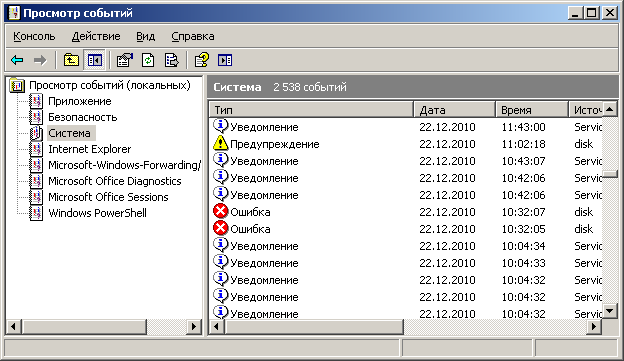 Просмотр событий
Консоль Действие Вид Справка
Просмотр событий (локальных)
Приложение
Безопасность
Система
Internet Explorer
Microsoft-Windows-Forwarding/
Microsoft Office Diagnostics
Microsoft Office Sessions
Windows PowerShell
Система 2 538 событий
Тип Дата Время Источ
Уведомление 22.12.2010 11:43:00 Servic
Предупреждение 22.12.2010 11:02:18 disk
Уведомление 22.12.2010 10:43:07 Servic
Уведомление 22.12.2010 10:42:06 Servic
Уведомление 22.12.2010 10:42:06 Servic
Ошибка 22.12.2010 10:32:07 disk
Ошибка 22.12.2010 10:32:05 disk
Уведомление 22.12.2010 10:04:34 Servic
Уведомление 22.12.2010 10:04:33 Servic
Уведомление 22.12.2010 10:04:32 Servic
Уведомление 22.12.2010 10:04:32 Servic
Уведомление 22.12.2010 10:04:32 Servic